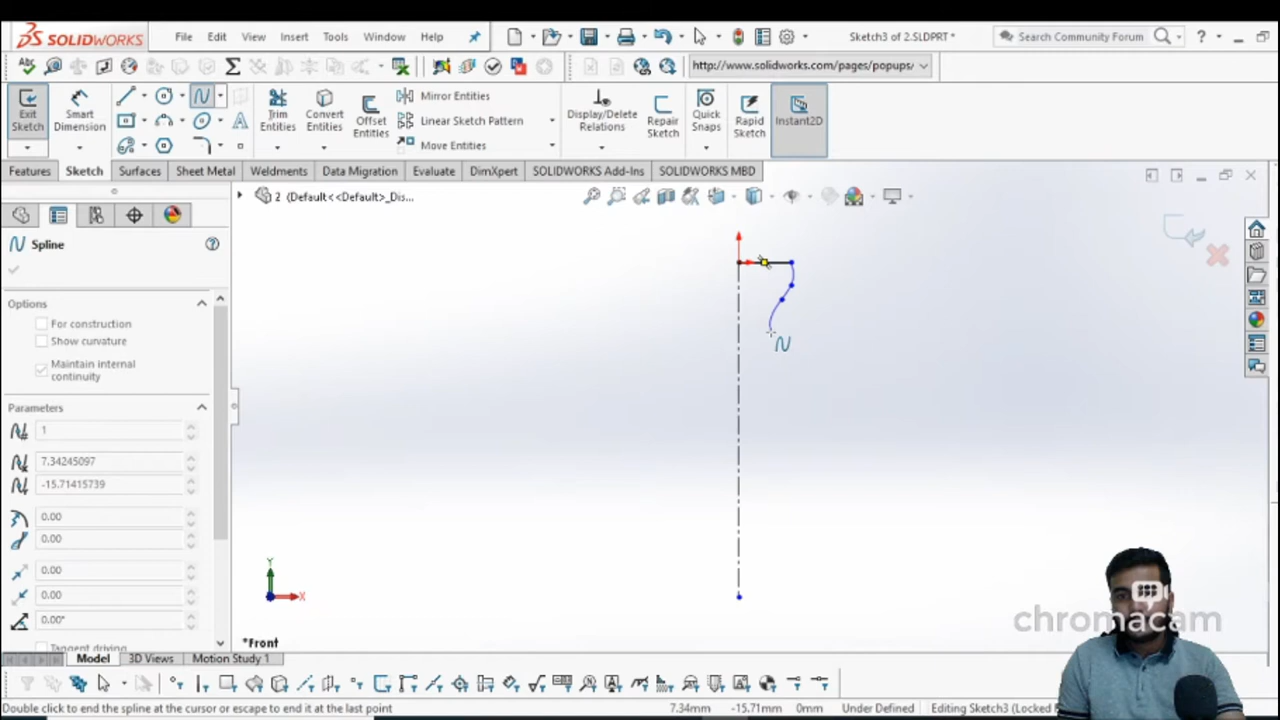 SOLIDWORKS
File Edit View Insert Tools Window Help
Sketch3 of 2.SLDPRT *
Search Community Forum
?
http://www.solidworks.com/pages/popups/
Exit Sketch
Smart Dimension
Trim Entities
Convert Entities
Offset Entities
Mirror Entities
Linear Sketch Pattern
Move Entities
Display/Delete Relations
Repair Sketch
Quick Snaps
Rapid Sketch
Instant2D
Features Sketch Surfaces Sheet Metal Weldments Data Migration Evaluate DimXpert SOLIDWORKS Add-Ins SOLIDWORKS MBD
2 (Default<<Default>_Dis...
Spline
Options
For construction
Show curvature
Maintain internal
continuity
Parameters
1
7.34245097
-15.71415739
0.00
0.00
0.00
0.00
0.00°
Tangent driving
Y
X
*Front
chromacam
Model 3D Views Motion Study 1
Double click to end the spline at the cursor or escape to end it at the last point
7.34mm -15.71mm 0mm Under Defined Editing Sketch3 (Locked